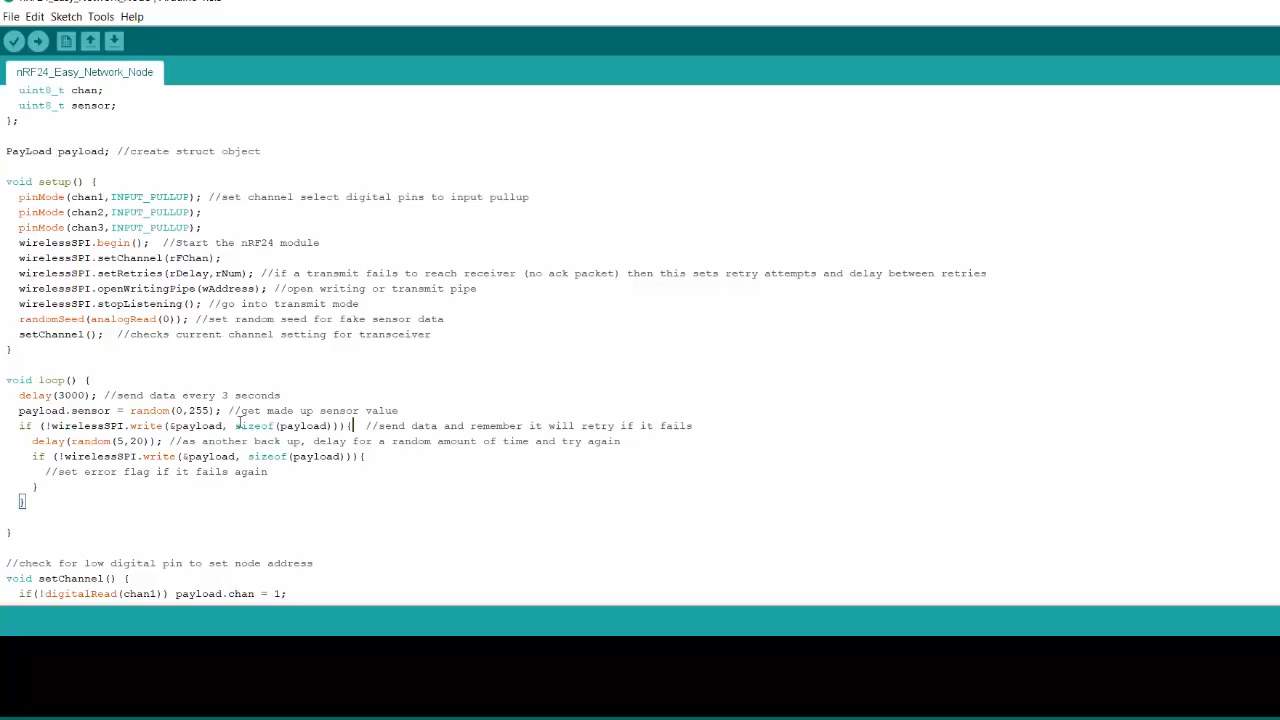 File Edit Sketch Tools Help
nRF24_Easy_Network_Node
uint8_t chan;
uint8_t sensor;
};
PayLoad payload; //create struct object
void setup() {
pinMode(chan1,INPUT_PULLUP); //set channel select digital pins to input pullup
pinMode(chan2,INPUT_PULLUP);
pinMode(chan3,INPUT_PULLUP);
wirelessSPI.begin();  //Start the nRF24 module
wirelessSPI.setChannel(rFChan);
wirelessSPI.setRetries(rDelay,rNum); //if a transmit fails to reach receiver (no ack packet) then this sets retry attempts and delay between retries
wirelessSPI.openWritingPipe(wAddress); //open writing or transmit pipe
wirelessSPI.stopListening(); //go into transmit mode
randomSeed(analogRead(0)); //set random seed for fake sensor data
setChannel();  //checks current channel setting for transceiver
}
void loop() {
delay(3000); //send data every 3 seconds
payload.sensor = random(0,255); //get made up sensor value
if (!wirelessSPI.write(&payload, sizeof(payload))){  //send data and remember it will retry if it fails
delay(random(5,20)); //as another back up, delay for a random amount of time and try again
if (!wirelessSPI.write(&payload, sizeof(payload))){
//set error flag if it fails again
}
}
}
//check for low digital pin to set node address
void setChannel() {
if(!digitalRead(chan1)) payload.chan = 1;